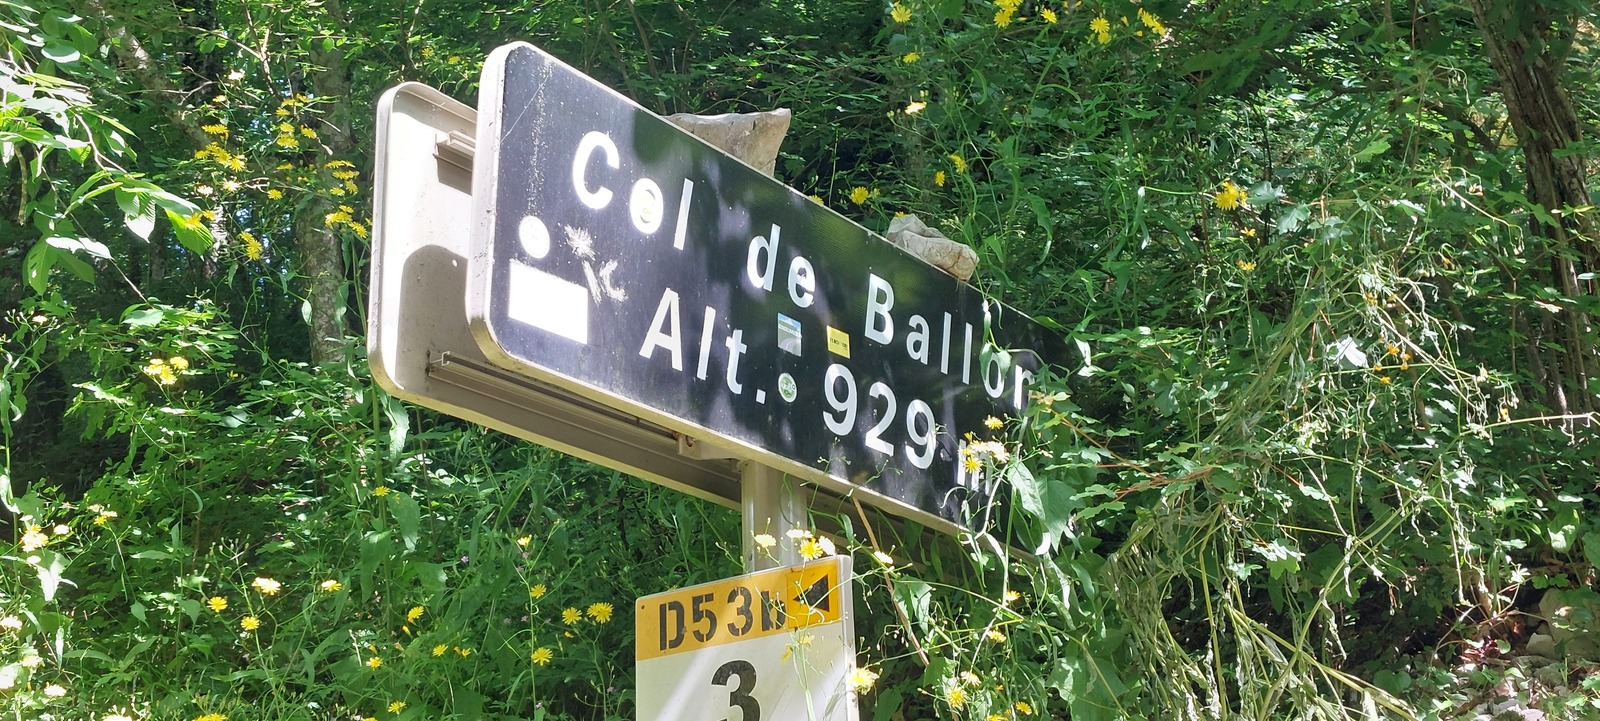 Col de Ballon
Alt. 929 m
D53b
3